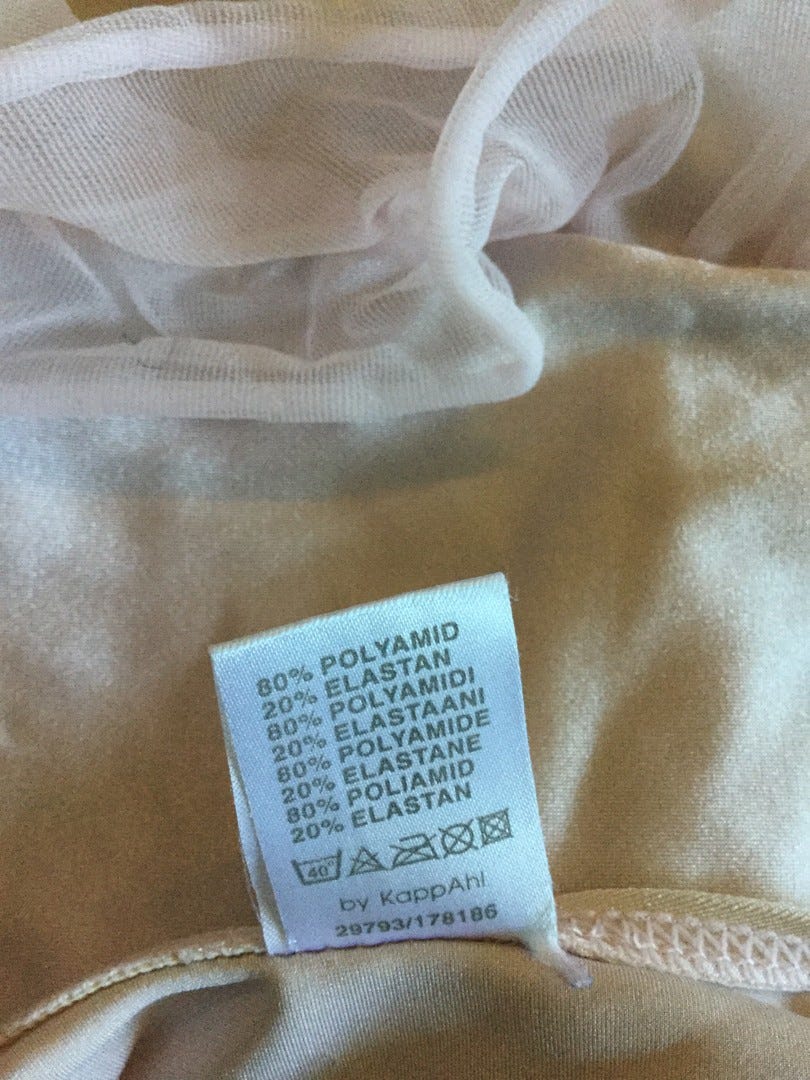 80% POLYAMID
20% ELASTAN
80% POLYAMIDI
20% ELASTAANI
80% POLYAMIDE
20% ELASTANE
80% POLIAMID
20% ELASTAN
40°
by KappAhl
29793/178186